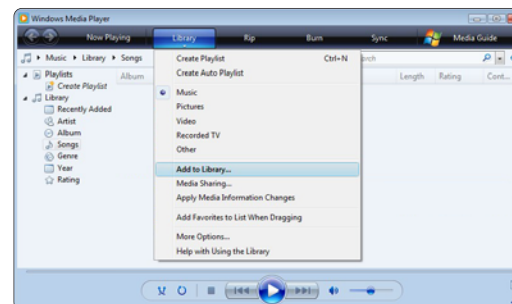 Windows Media Player
Now Playing
Library
Rip
Burn
Sync
Media Guide
Music
Library
Songs
Playlists
Create Playlist
Library
Recently Added
Artist
Album
Songs
Genre
Year
Rating
Album
Create Playlist Ctrl+N
Create Auto Playlist
Music
Pictures
Video
Recorded TV
Other
Add to Library...
Media Sharing...
Apply Media Information Changes
Add Favorites to List When Dragging
More Options...
Help with Using the Library
Length
Rating
Cont...